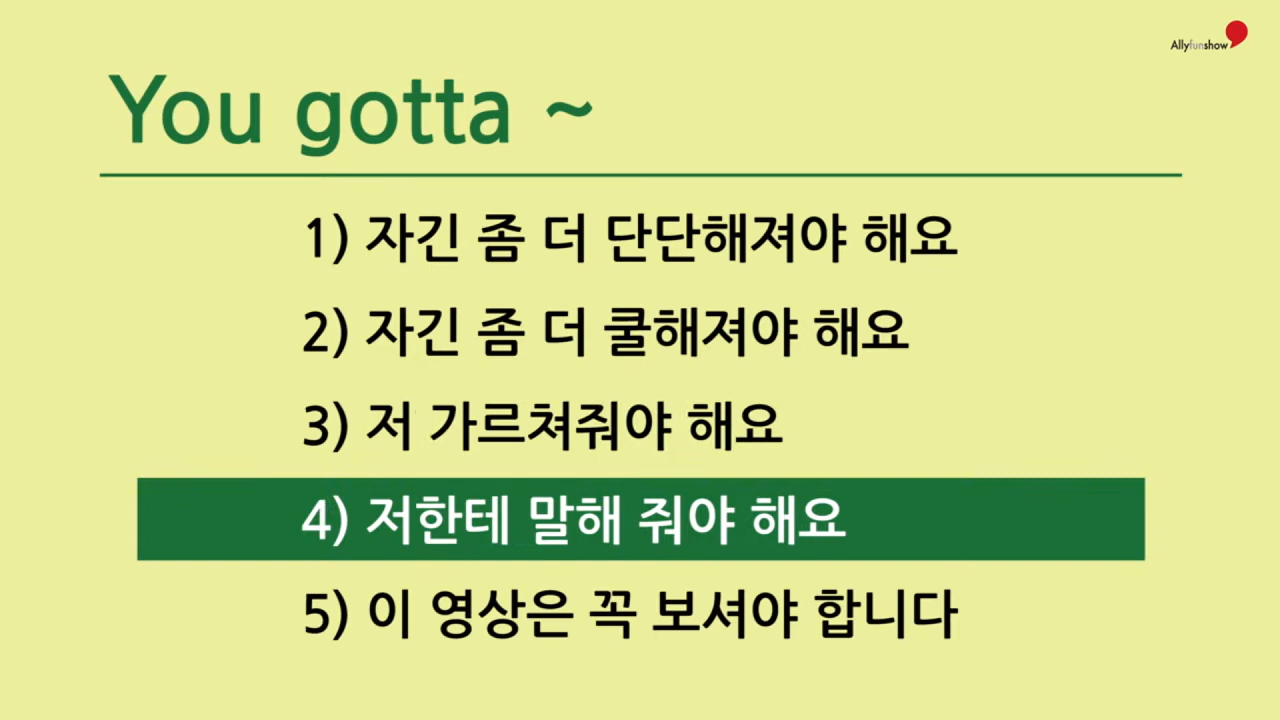 Allyfunshow
You gotta ~
1) 자긴 좀 더 단단해져야 해요
2) 자긴 좀 더 쿨해져야 해요
3) 저 가르쳐줘야 해요
4) 저한테 말해 줘야 해요
5) 이 영상은 꼭 보셔야 합니다